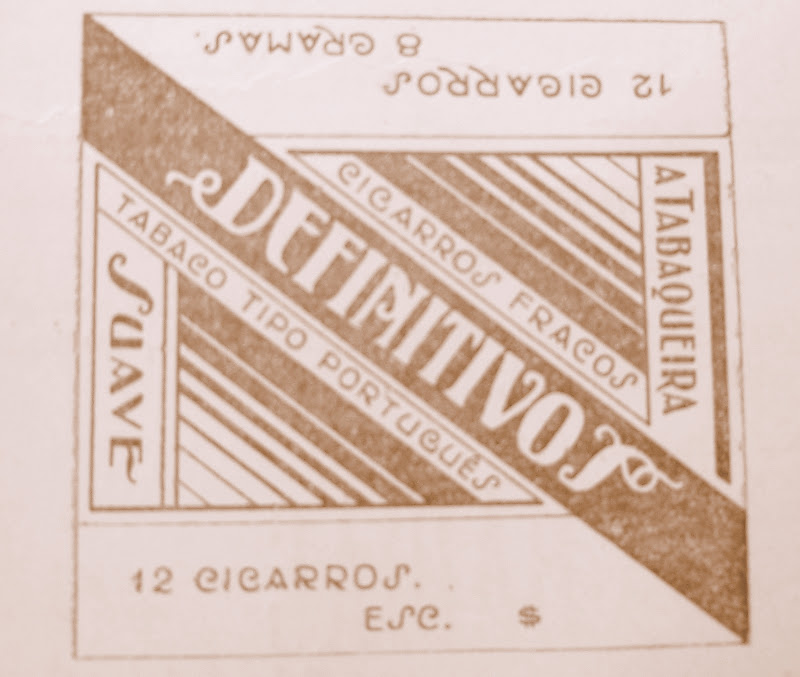 8 GRAMAS.
12 CIGARROS
CIGARROS FRACOS
A TABAQUEIRA
DEFINITIVOS
TABACO TIPO PORTUGUÊS
SUAVE
12 CIGARROS.
ESC. $